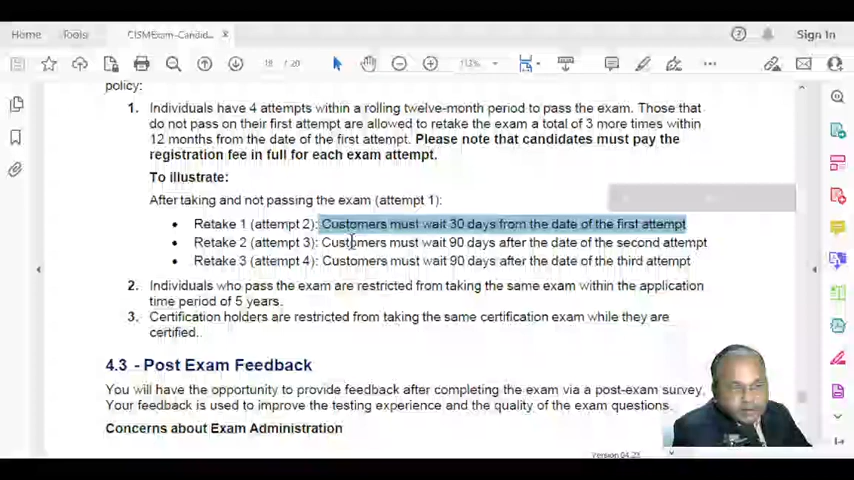 Home Tools CISMExam-Candid... × Sign In
18 / 20 113%
policy:
1. Individuals have 4 attempts within a rolling twelve-month period to pass the exam. Those that
do not pass on their first attempt are allowed to retake the exam a total of 3 more times within
12 months from the date of the first attempt. Please note that candidates must pay the
registration fee in full for each exam attempt.
To illustrate:
After taking and not passing the exam (attempt 1):
• Retake 1 (attempt 2): Customers must wait 30 days from the date of the first attempt
• Retake 2 (attempt 3): Customers must wait 90 days after the date of the second attempt
• Retake 3 (attempt 4): Customers must wait 90 days after the date of the third attempt
2. Individuals who pass the exam are restricted from taking the same exam within the application
time period of 5 years.
3. Certification holders are restricted from taking the same certification exam while they are
certified.
4.3 - Post Exam Feedback
You will have the opportunity to provide feedback after completing the exam via a post-exam survey.
Your feedback is used to improve the testing experience and the quality of the exam questions.
Concerns about Exam Administration
Version 04.23